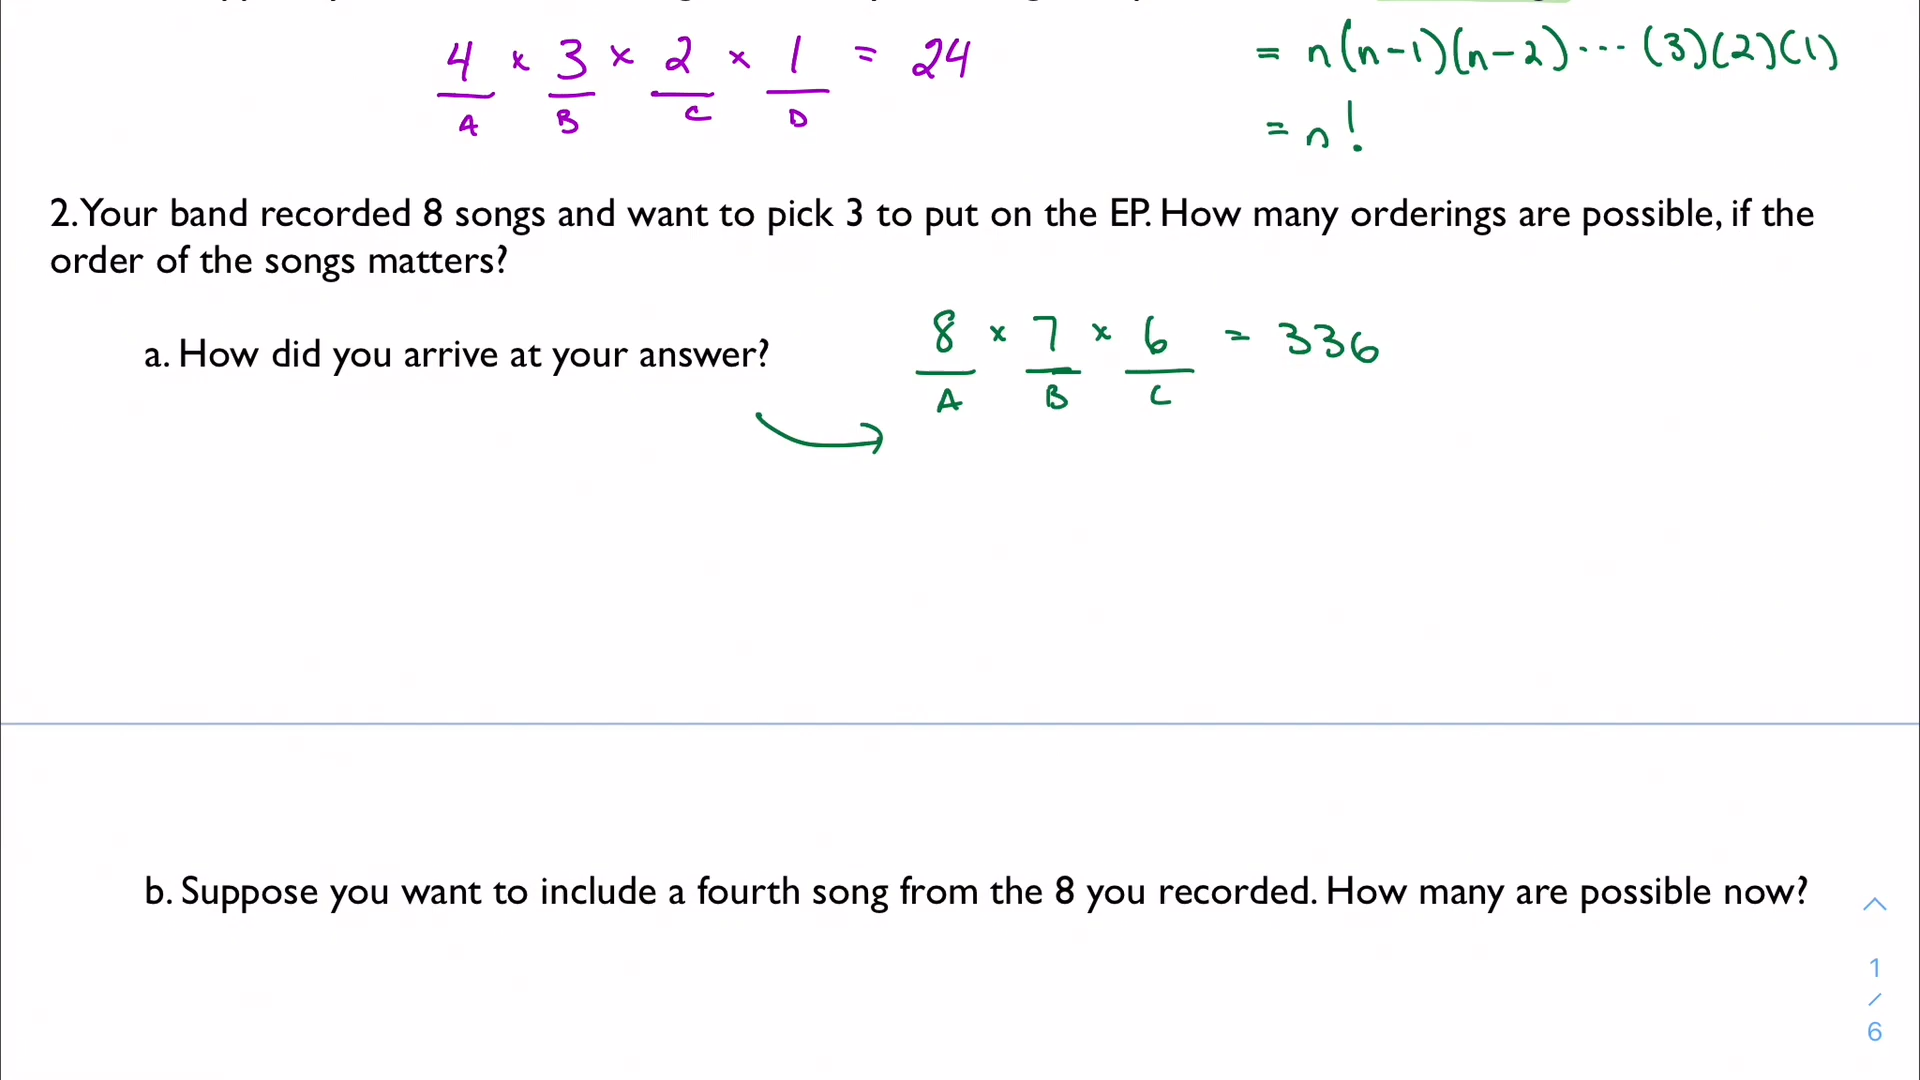 4 × 3 × 2 × 1 = 24
A B C D
= n(n-1)(n-2)··· (3)(2)(1)
= n!
2. Your band recorded 8 songs and want to pick 3 to put on the EP. How many orderings are possible, if the
order of the songs matters?
a. How did you arrive at your answer?
8 × 7 × 6 = 336
A B C
b. Suppose you want to include a fourth song from the 8 you recorded. How many are possible now?
1
/
6